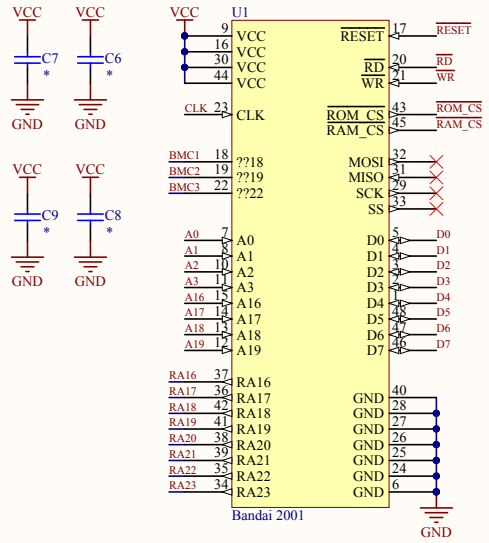 VCC VCC VCC U1
9 VCC RESET 17 RESET
16 VCC
30 VCC RD 20 RD
44 VCC WR 21 WR
C7 C6
* *
GND GND
CLK 23 CLK ROM_CS 43 ROM_CS
RAM_CS 45 RAM_CS
BMC1 18 ??18 MOSI 32
BMC2 19 ??19 MISO 31
BMC3 22 ??22 SCK 29
SS 33
VCC VCC
C9 C8
* *
GND GND
A0 7 A0 D0 5 D0
A1 8 A1 D1 4 D1
A2 10 A2 D2 3 D2
A3 11 A3 D3 2 D3
A16 15 A16 D4 1 D4
A17 14 A17 D5 48 D5
A18 13 A18 D6 47 D6
A19 12 A19 D7 46 D7
RA16 37 RA16
RA17 36 RA17 GND 40
RA18 42 RA18 GND 28
RA19 41 RA19 GND 27
RA20 38 RA20 GND 26
RA21 39 RA21 GND 25
RA22 35 RA22 GND 24
RA23 34 RA23 GND 6
Bandai 2001
GND